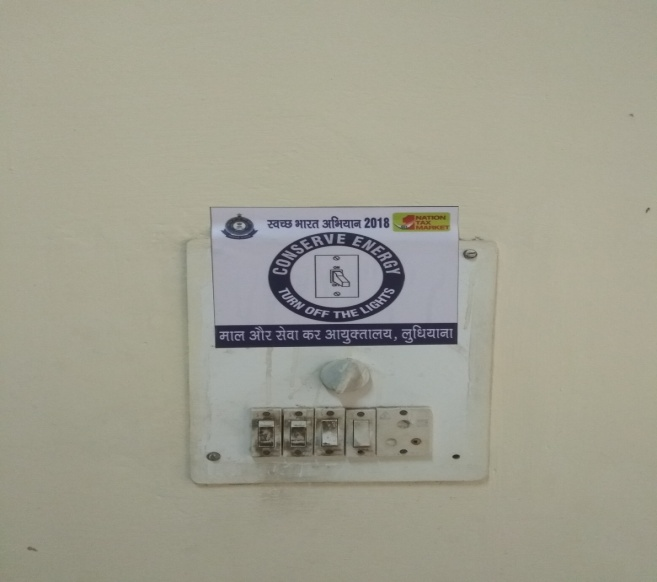 स्वच्छ भारत अभियान 2018
NATION
TAX
MARKET
CONSERVE ENERGY
TURN OFF THE LIGHTS
माल और सेवा कर आयुक्तालय, लुधियाना